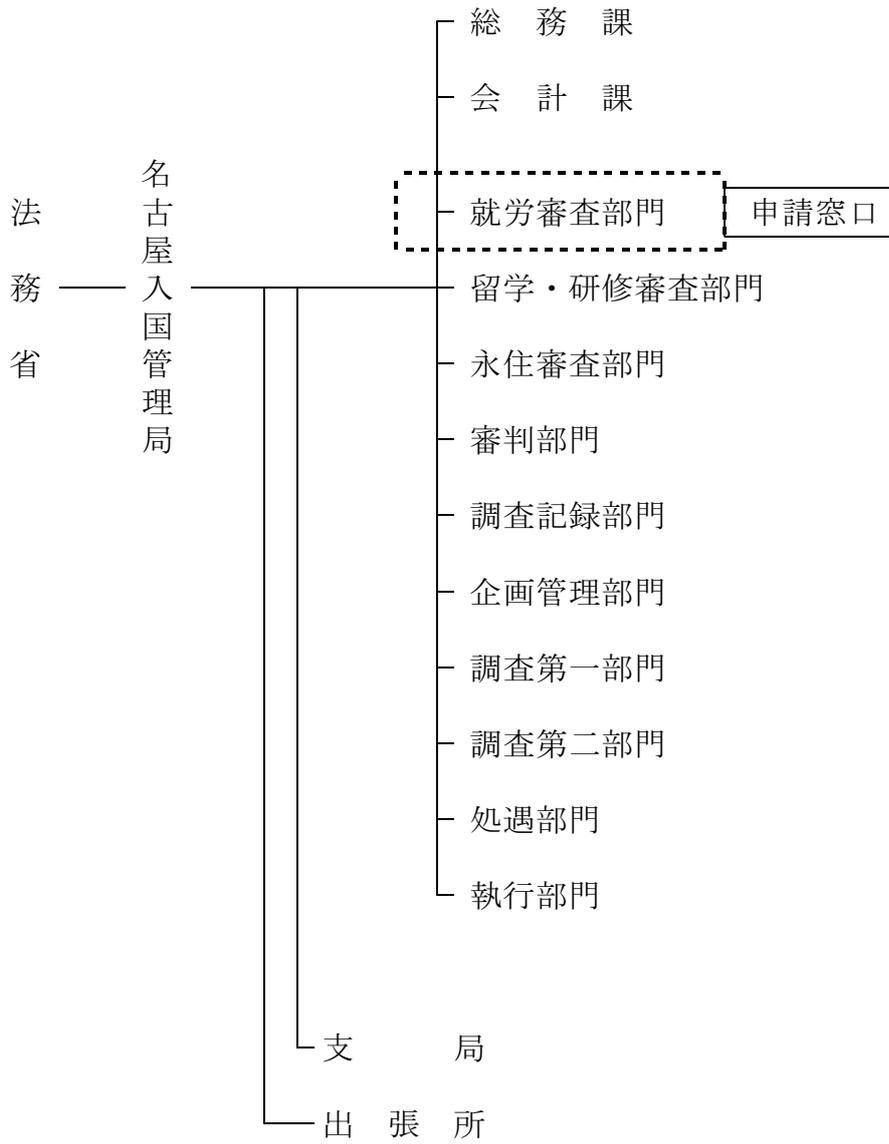 法務省
名古屋入国管理局
総務課
会計課
就労審査部門
申請窓口
留学・研修審査部門
永住審査部門
審判部門
調査記録部門
企画管理部門
調査第一部門
調査第二部門
処遇部門
執行部門
支局
出張所